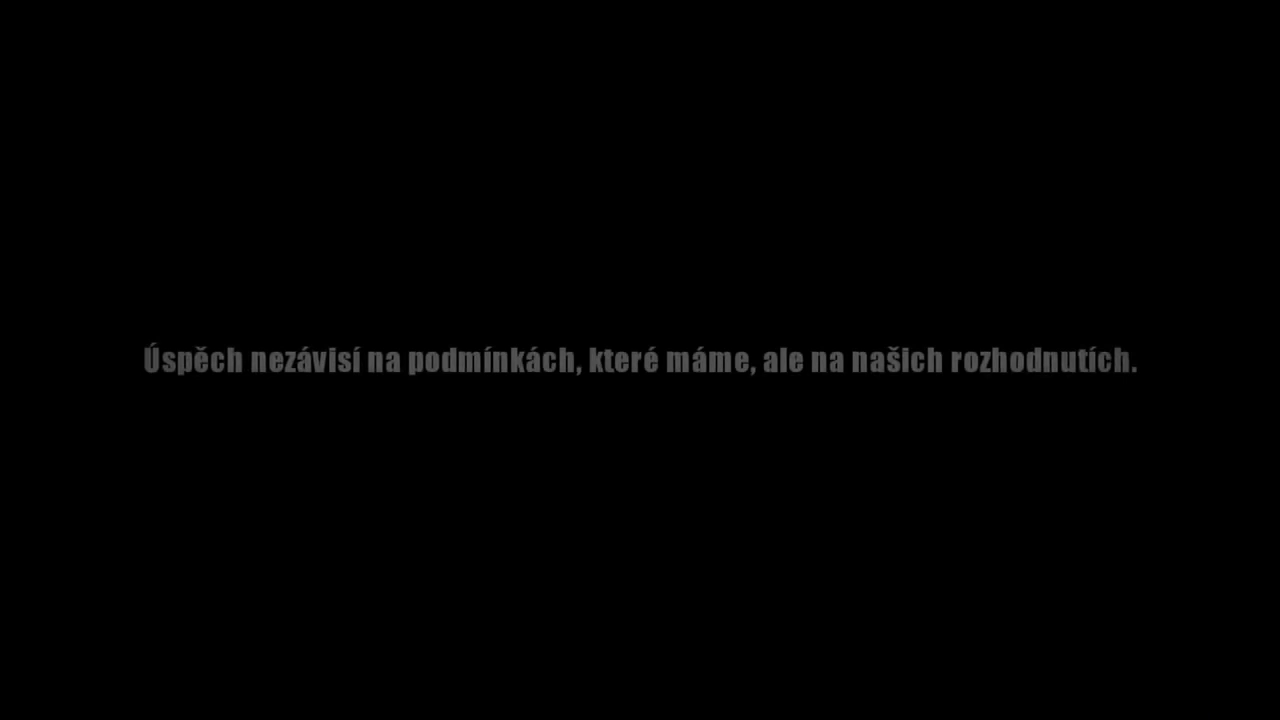 Úspěch nezávisí na podmínkách, které máme, ale na našich rozhodnutích.